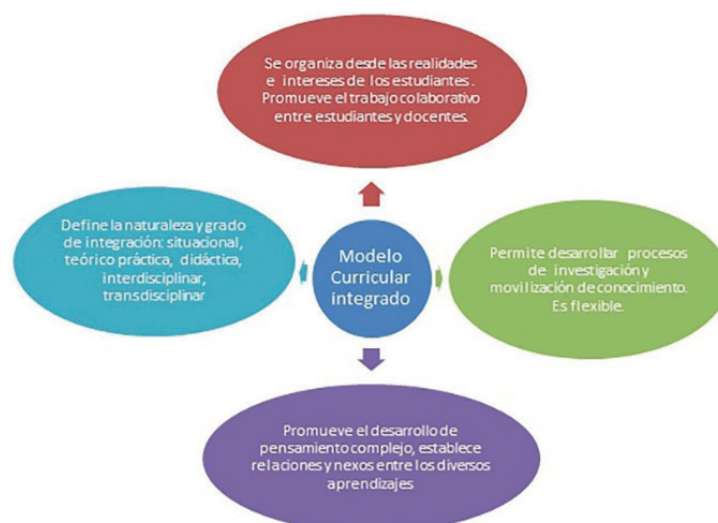 Se organiza desde las realidades
e intereses de los estudiantes.
Promueve el trabajo colaborativo
entre estudiantes y docentes.
Define la naturaleza y grado
de integración: situacional,
teórico práctica, didáctica,
interdisciplinar,
transdisciplinar
Modelo
Curricular
integrado
Permite desarrollar procesos
de investigación y
movilización de conocimiento.
Es flexible.
Promueve el desarrollo de
pensamiento complejo, establece
relaciones y nexos entre los diversos
aprendizajes